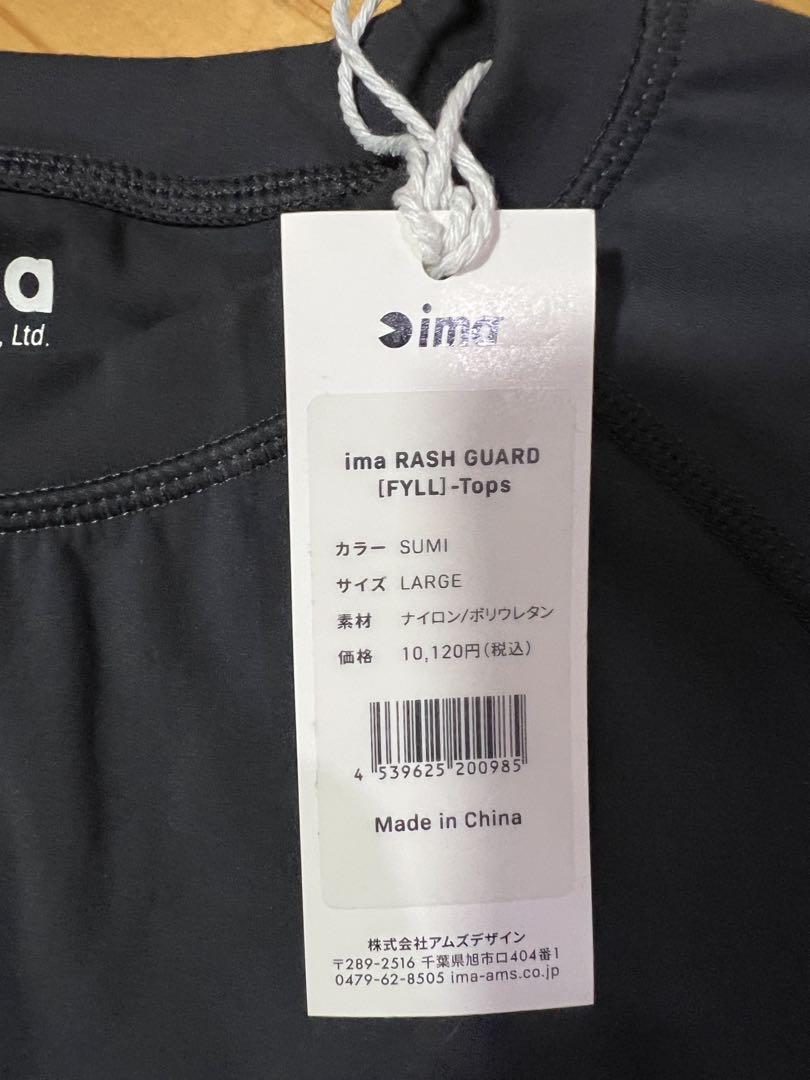 a
, Ltd.
ima
ima RASH GUARD
[FYLL]-Tops
カラー SUMI
サイズ LARGE
素材 ナイロン/ポリウレタン
価格 10,120円(税込)
4 539625 200985
Made in China
株式会社アムズデザイン
〒289-2516 千葉県旭市ロ404番1
0479-62-8505 ima-ams.co.jp